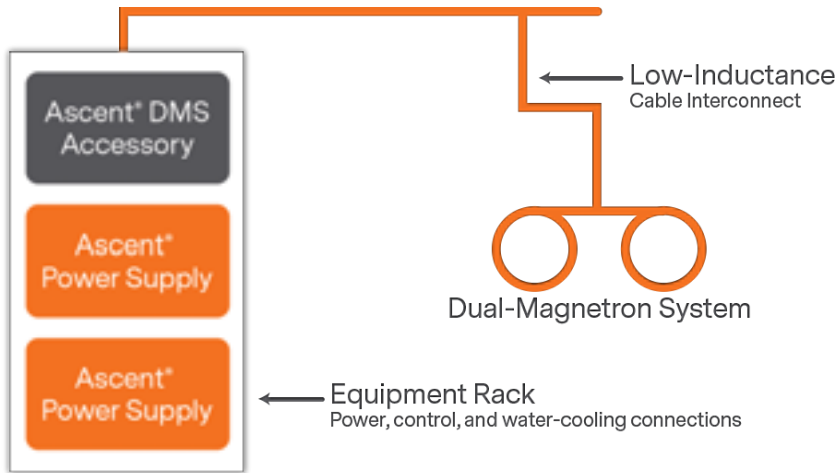 Ascent® DMS
Accessory
Ascent®
Power Supply
Ascent®
Power Supply
Low-Inductance
Cable Interconnect
Dual-Magnetron System
Equipment Rack
Power, control, and water-cooling connections